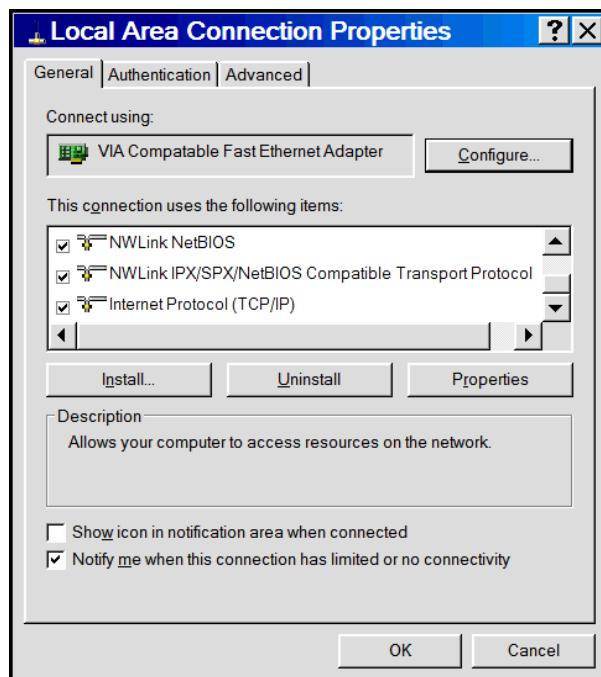 Local Area Connection Properties
General Authentication Advanced
Connect using:
VIA Compatable Fast Ethernet Adapter Configure...
This connection uses the following items:
NWLink NetBIOS
NWLink IPX/SPX/NetBIOS Compatible Transport Protocol
Internet Protocol (TCP/IP)
Install... Uninstall Properties
Description
Allows your computer to access resources on the network.
Show icon in notification area when connected
Notify me when this connection has limited or no connectivity
OK Cancel